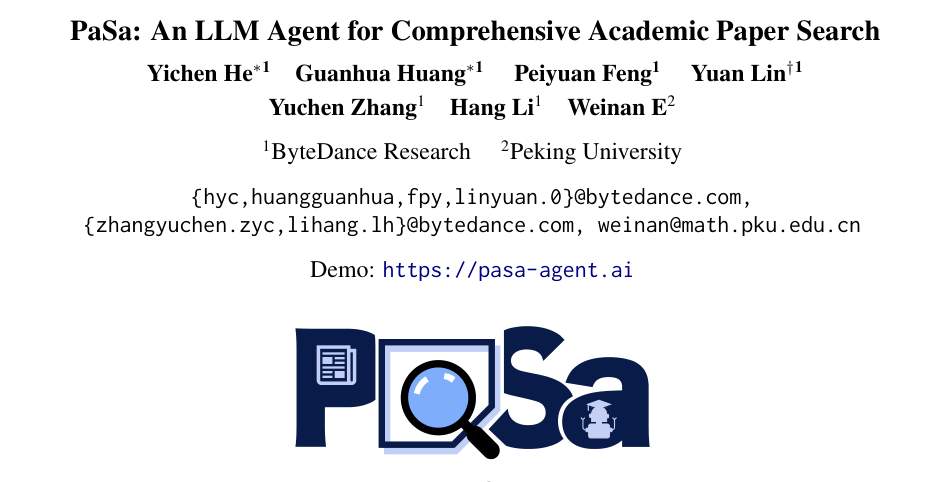 PaSa: An LLM Agent for Comprehensive Academic Paper Search
Yichen He*1 Guanhua Huang*1 Peiyuan Feng1 Yuan Lin†1
Yuchen Zhang1 Hang Li1 Weinan E2
1ByteDance Research 2Peking University
{hyc,huangguanhua,fpy,linyuan.0}@bytedance.com,
{zhangyuchen.zyc,lihang.lh}@bytedance.com, weinan@math.pku.edu.cn
Demo: https://pasa-agent.ai
PaSa